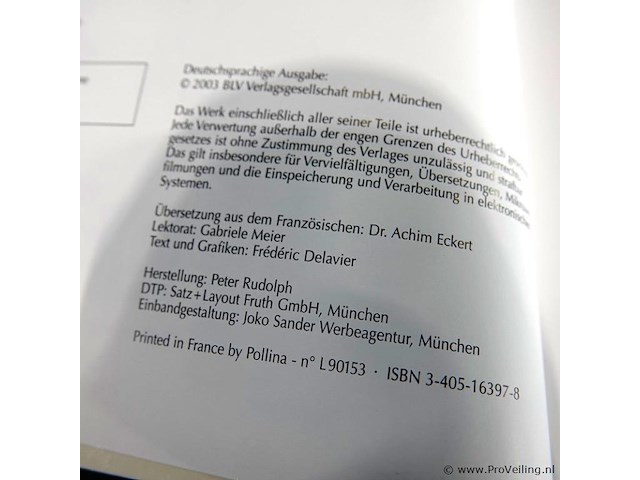 Deutschsprachige Ausgabe:
© 2003 BLV Verlagsgesellschaft mbH, München
Das Werk einschließlich aller seiner Teile ist urheberrechtlich
Jede Verwertung außerhalb der engen Grenzen des Urheberrechts
gesetzes ist ohne Zustimmung des Verlages unzulässig und
Das gilt insbesondere für Vervielfältigungen, Übersetzungen,
filmungen und die Einspeicherung und Verarbeitung in elektronischen
Systemen.
Übersetzung aus dem Französischen: Dr. Achim Eckert
Lektorat: Gabriele Meier
Text und Grafiken: Frédéric Delavier
Herstellung: Peter Rudolph
DTP: Satz+Layout Fruth GmbH, München
Einbandgestaltung: Joko Sander Werbeagentur, München
Printed in France by Pollina - n° L90153 · ISBN 3-405-16397-8
© www.ProVeiling.nl